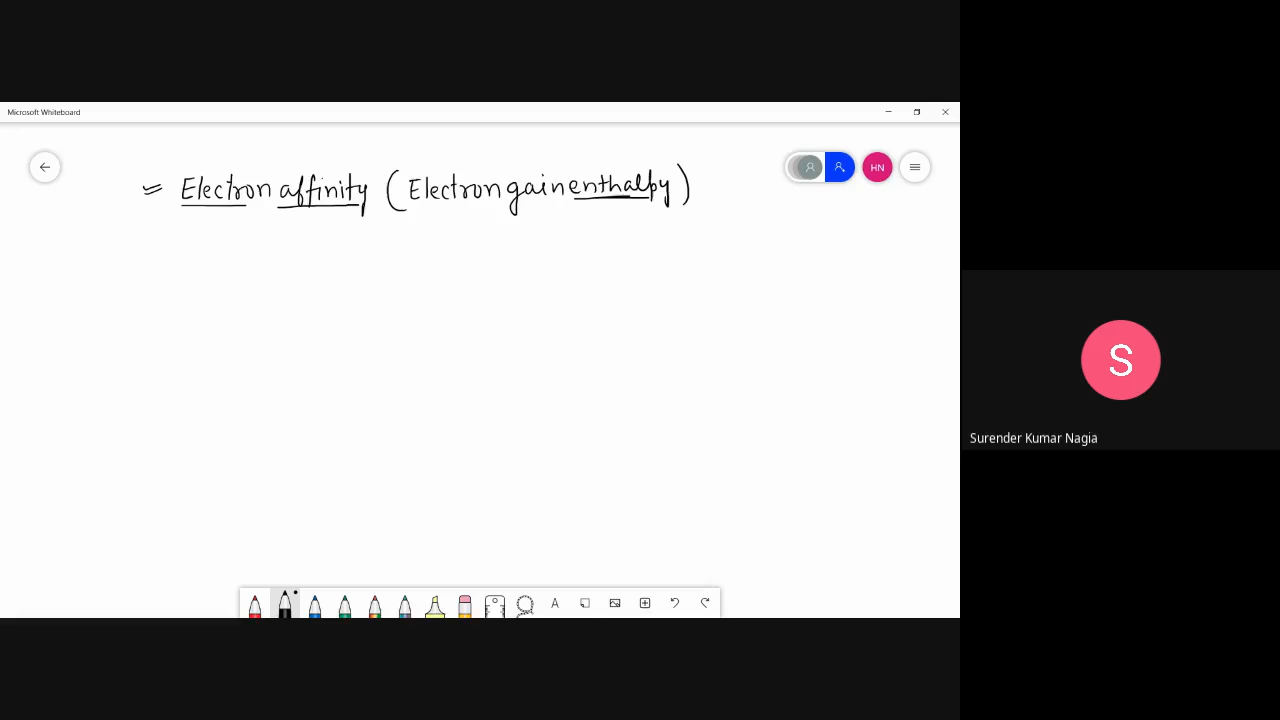 Microsoft Whiteboard
HN
= Electron affinity (Electron gain enthalpy)
S
Surender Kumar Nagia
A